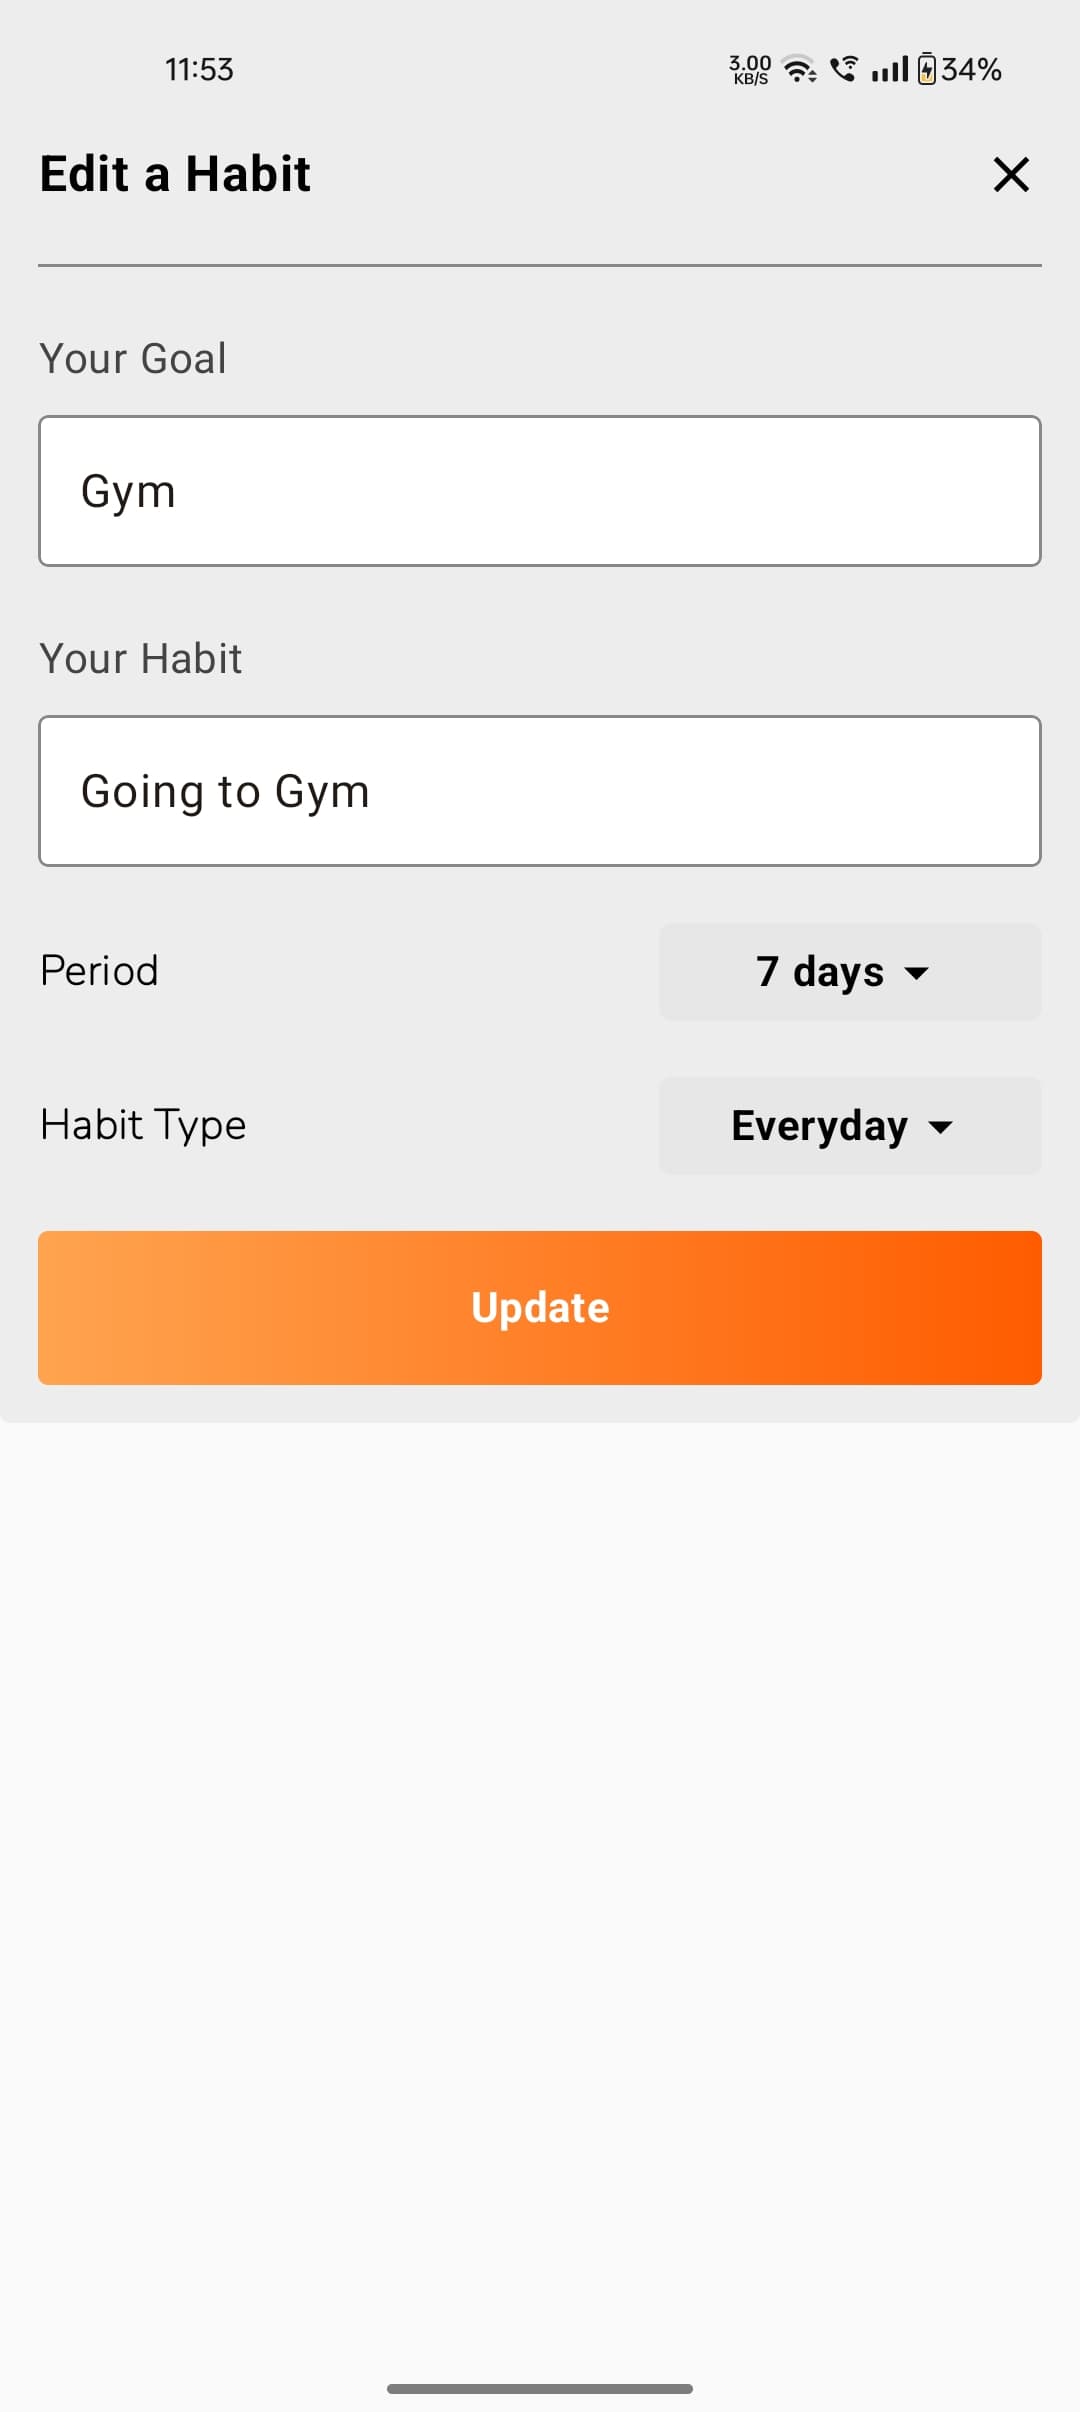 11:53
3.00
KB/S
34%
Edit a Habit
Your Goal
Gym
Your Habit
Going to Gym
Period
7 days
Habit Type
Everyday
Update